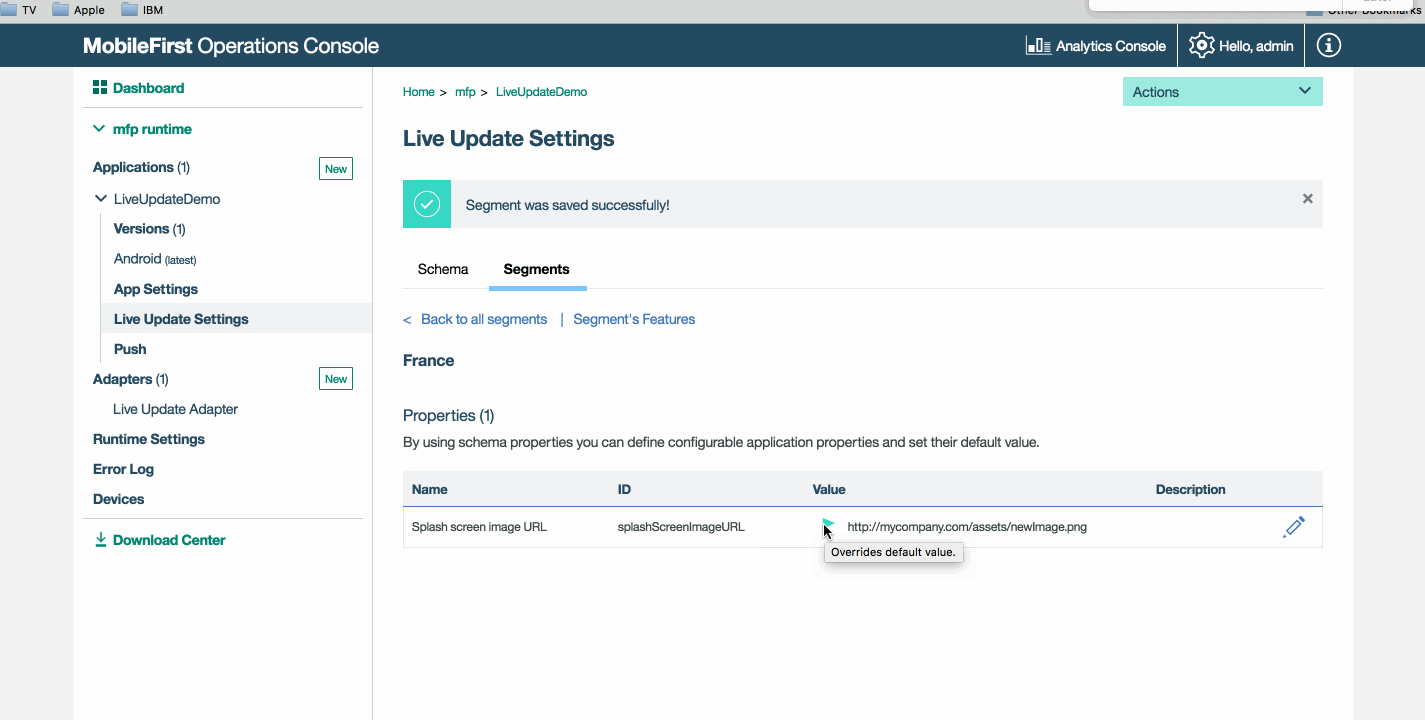 TV Apple IBM Other Bookmarks
MobileFirst Operations Console
Analytics Console
Hello, admin
Dashboard
mfp runtime
Applications (1)
New
LiveUpdateDemo
Versions (1)
Android (latest)
App Settings
Live Update Settings
Push
Adapters (1)
New
Live Update Adapter
Runtime Settings
Error Log
Devices
Download Center
Home > mfp > LiveUpdateDemo
Actions
Live Update Settings
Segment was saved successfully!
Schema
Segments
< Back to all segments | Segment's Features
France
Properties (1)
By using schema properties you can define configurable application properties and set their default value.
Name ID Value Description
Splash screen image URL splashScreenImageURL http://mycompany.com/assets/newImage.png
Overrides default value.